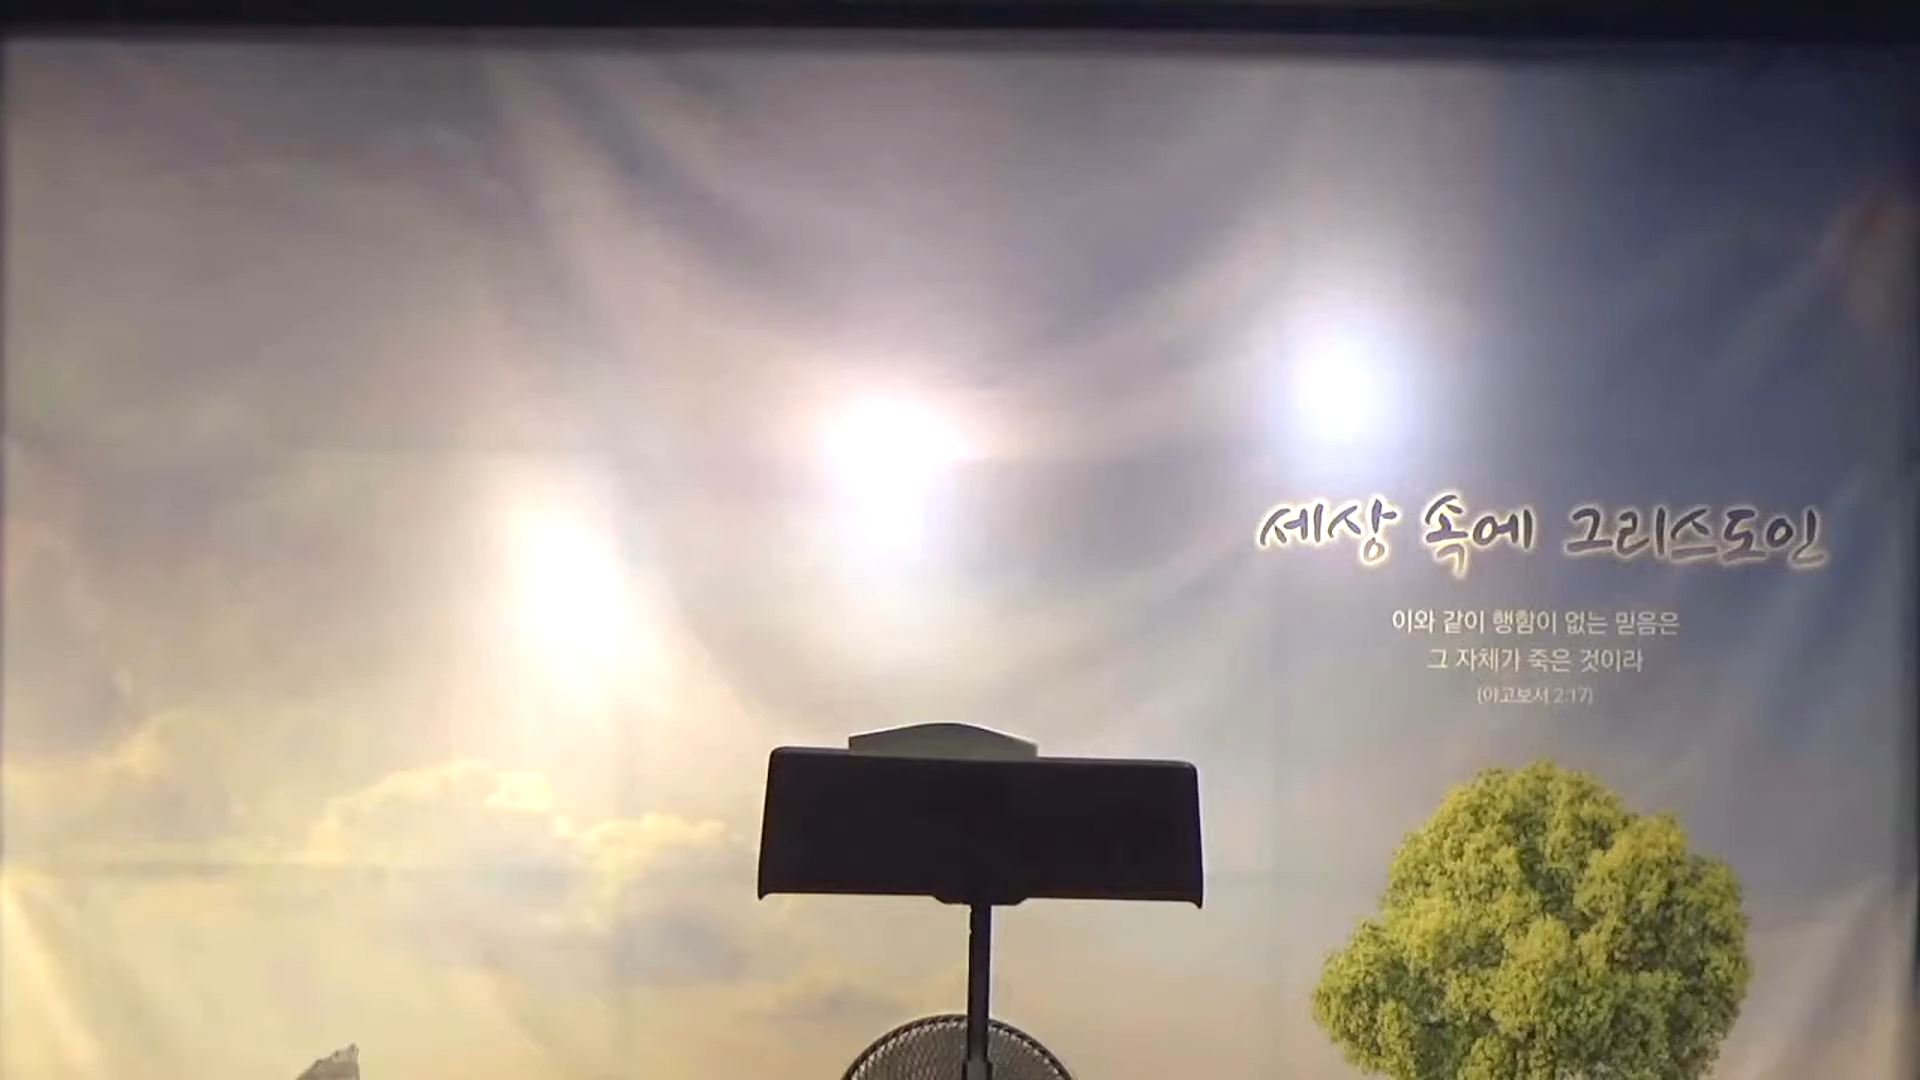 세상 속에 그리스도인
이와 같이 행함이 없는 믿음은
그 자체가 죽은 것이라
(야고보서 2:17)